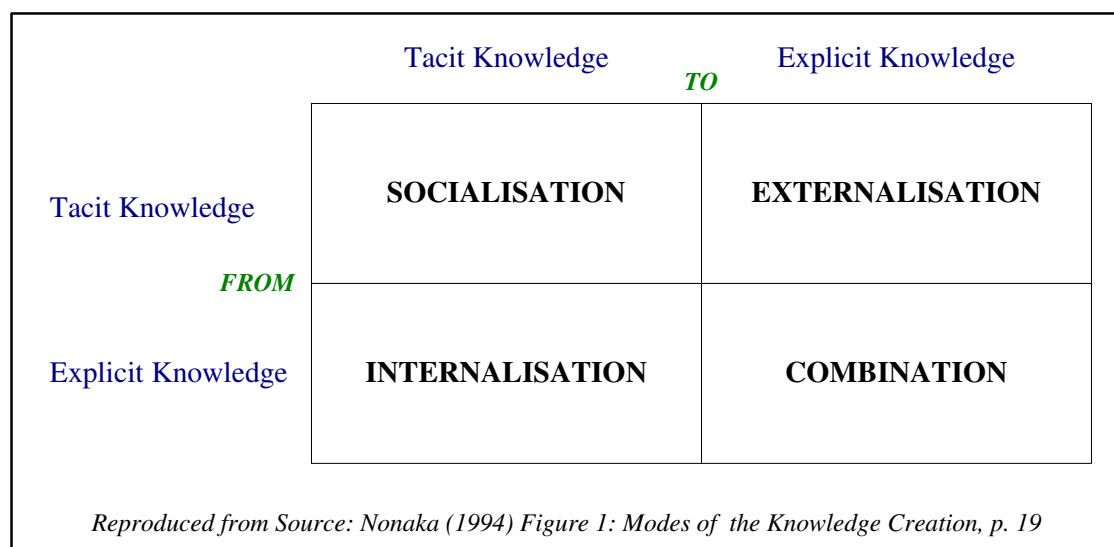 Tacit Knowledge Explicit Knowledge
TO
SOCIALISATION EXTERNALISATION
Tacit Knowledge
FROM
Explicit Knowledge INTERNALISATION COMBINATION
Reproduced from Source: Nonaka (1994) Figure 1: Modes of the Knowledge Creation, p. 19